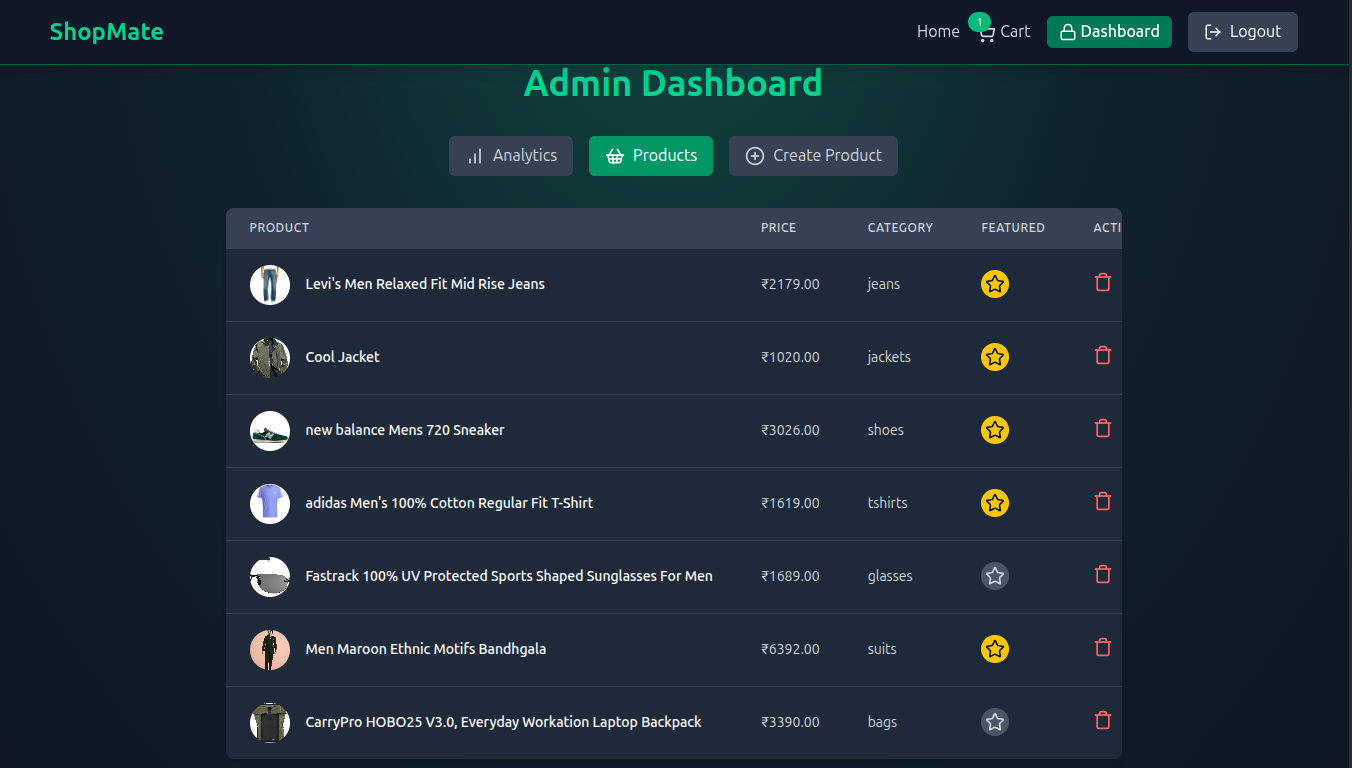 ShopMate
Home 1 Cart Dashboard Logout
Admin Dashboard
Analytics Products Create Product
PRODUCT PRICE CATEGORY FEATURED ACTI
Levi's Men Relaxed Fit Mid Rise Jeans ₹2179.00 jeans
Cool Jacket ₹1020.00 jackets
new balance Mens 720 Sneaker ₹3026.00 shoes
adidas Men's 100% Cotton Regular Fit T-Shirt ₹1619.00 tshirts
Fastrack 100% UV Protected Sports Shaped Sunglasses For Men ₹1689.00 glasses
Men Maroon Ethnic Motifs Bandhgala ₹6392.00 suits
CarryPro HOBO25 V3.0, Everyday Workation Laptop Backpack ₹3390.00 bags